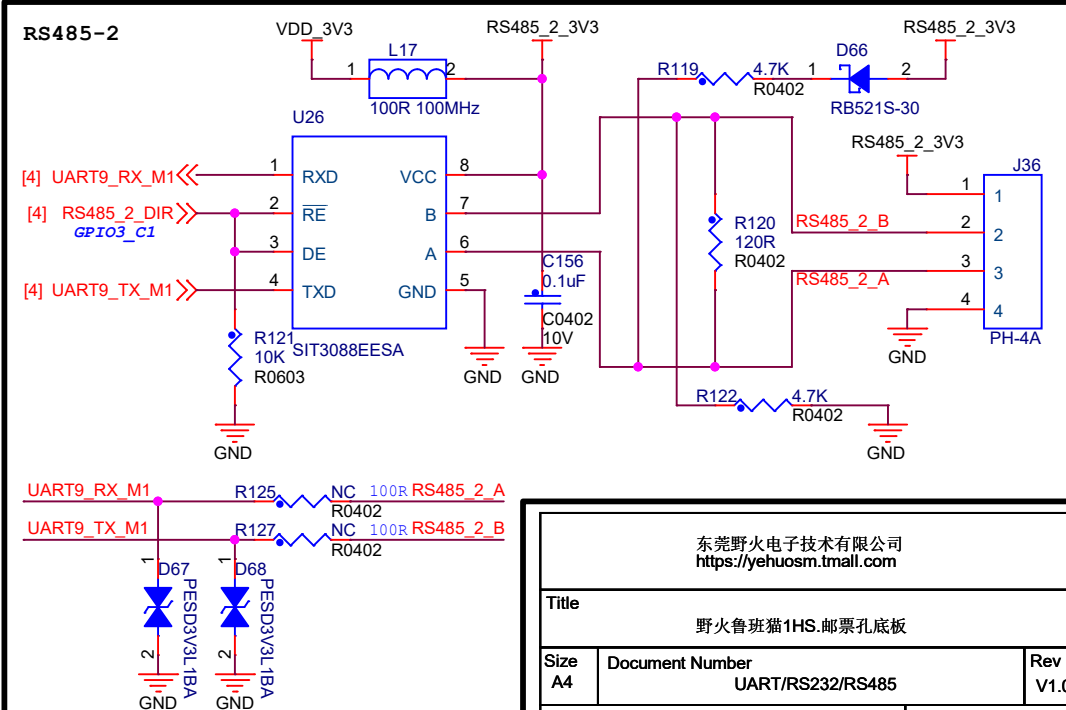 RS485-2
VDD_3V3
RS485_2_3V3
L17
1
2
100R 100MHz
R119
4.7K
R0402
D66
1
2
RB521S-30
RS485_2_3V3
U26
[4] UART9_RX_M1
1
RXD
VCC
8
[4] RS485_2_DIR
2
RE
B
7
GPIO3_C1
3
DE
A
6
[4] UART9_TX_M1
4
TXD
GND
5
SIT3088EESA
R121
10K
R0603
GND
C156
0.1uF
C0402
10V
GND
GND
R120
120R
R0402
RS485_2_3V3
J36
1
1
RS485_2_B
2
2
RS485_2_A
3
3
4
4
GND
PH-4A
R122
4.7K
R0402
GND
UART9_RX_M1
R125
NC
100R
RS485_2_A
R0402
UART9_TX_M1
R127
NC
100R
RS485_2_B
R0402
1
D67
PESD3V3L1BA
2
GND
1
D68
PESD3V3L1BA
2
GND
东莞野火电子技术有限公司
https://yehuosm.tmall.com
Title
野火鲁班猫1HS.邮票孔底板
Size
A4
Document Number
UART/RS232/RS485
Rev